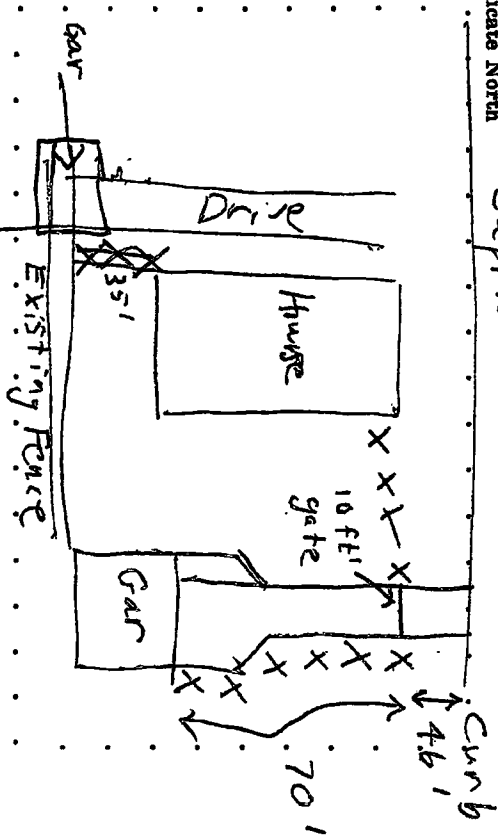 icate North
Gar
Drive
35'
House
Existing Fence
10 ft'
gate
Gar
Curb
4.6'
70'